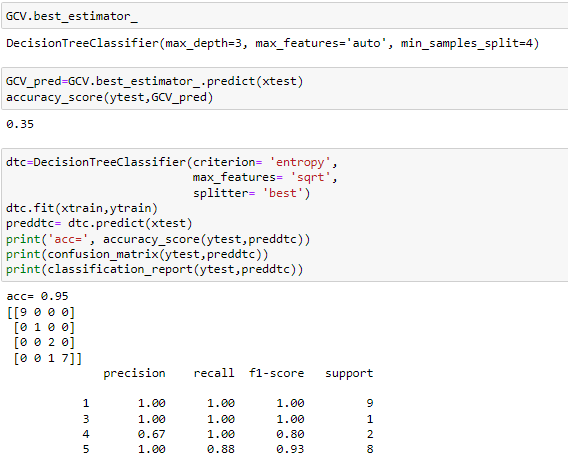 GCV.best_estimator_
DecisionTreeClassifier(max_depth=3, max_features='auto', min_samples_split=4)
GCV_pred=GCV.best_estimator_.predict(xtest)
accuracy_score(ytest,GCV_pred)
0.35
dtc=DecisionTreeClassifier(criterion= 'entropy',
                          max_features= 'sqrt',
                          splitter= 'best')
dtc.fit(xtrain,ytrain)
preddtc= dtc.predict(xtest)
print('acc=', accuracy_score(ytest,preddtc))
print(confusion_matrix(ytest,preddtc))
print(classification_report(ytest,preddtc))
acc= 0.95
[[9 0 0 0]
 [0 1 0 0]
 [0 0 2 0]
 [0 0 1 7]]
              precision    recall  f1-score   support
           1       1.00      1.00      1.00         9
           3       1.00      1.00      1.00         1
           4       0.67      1.00      0.80         2
           5       1.00      0.88      0.93         8